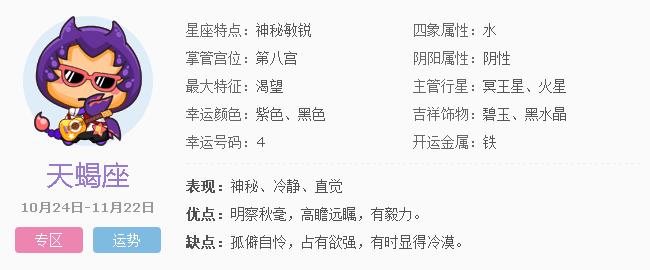 星座特点：神秘敏锐 四象属性：水
掌管宫位：第八宫 阴阳属性：阴性
最大特征：渴望 主管行星：冥王星、火星
幸运颜色：紫色、黑色 吉祥饰物：碧玉、黑水晶
幸运号码：4 开运金属：铁
天蝎座
10月24日-11月22日
专区 运势
表现：神秘、冷静、直觉
优点：明察秋毫，高瞻远瞩，有毅力。
缺点：孤僻自怜，占有欲强，有时显得冷漠。